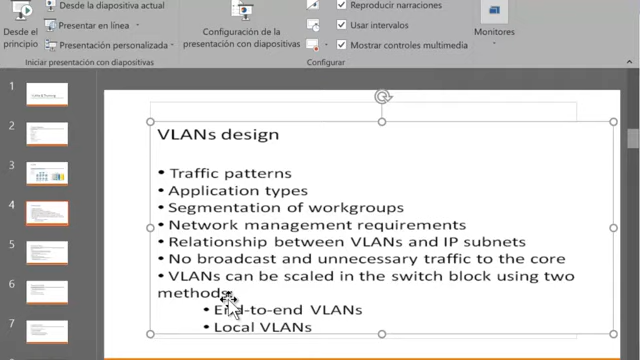 Desde la diapositiva actual
Presentar en línea
Presentación personalizada
Desde el
principio
Iniciar presentación con diapositivas
Configuración de la
presentación con diapositivas
Reproducir narraciones
Usar intervalos
Mostrar controles multimedia
Configurar
Monitores
1
2
3
4
5
6
7
VLANs design
• Traffic patterns
• Application types
• Segmentation of workgroups
• Network management requirements
• Relationship between VLANs and IP subnets
• No broadcast and unnecessary traffic to the core
• VLANs can be scaled in the switch block using two
methods:
• End-to-end VLANs
• Local VLANs